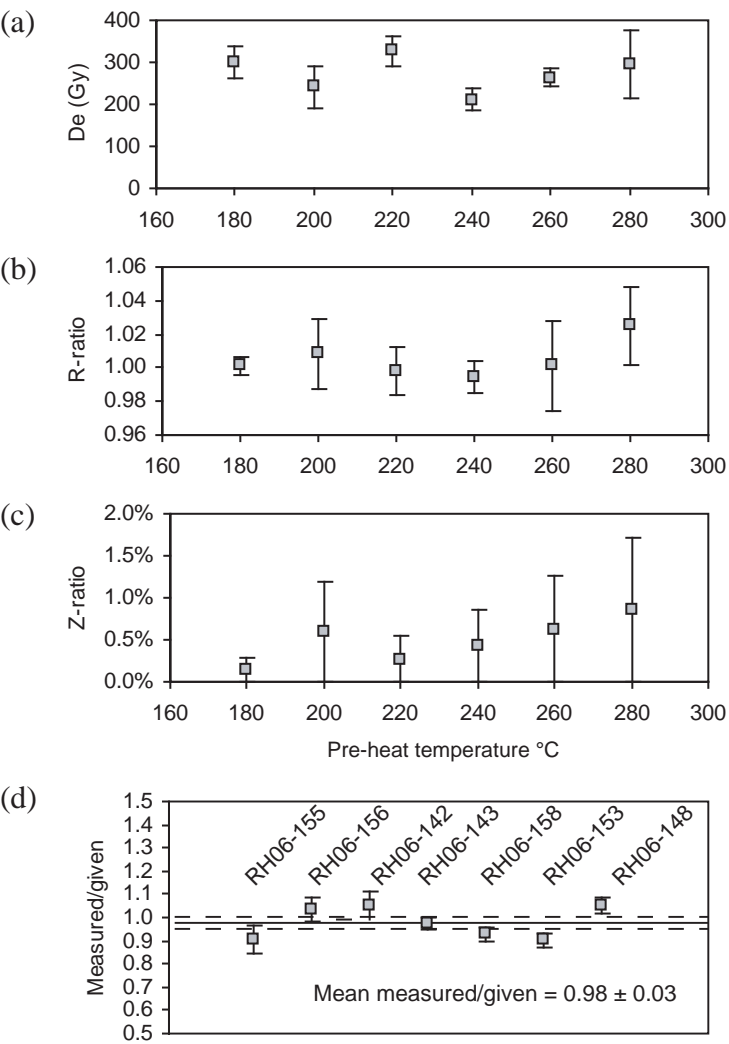 (a)
De (Gy)
400
300
200
100
0
160 180 200 220 240 260 280 300
(b)
R-ratio
1.06
1.04
1.02
1.00
0.98
0.96
160 180 200 220 240 260 280 300
(c)
Z-ratio
2.0%
1.5%
1.0%
0.5%
0.0%
160 180 200 220 240 260 280 300
Pre-heat temperature °C
(d)
Measured/given
1.5
1.4
1.3
1.2
1.1
1.0
0.9
0.8
0.7
0.6
0.5
RH06-155
RH06-156
RH06-142
RH06-143
RH06-158
RH06-153
RH06-148
Mean measured/given = 0.98 ± 0.03